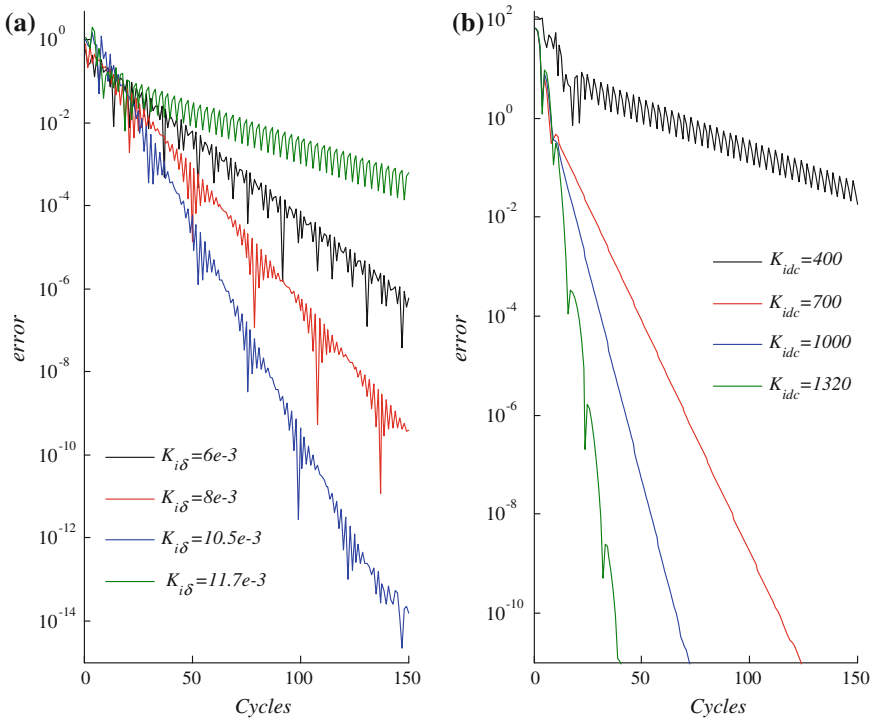 (a)
10^0
10^-2
10^-4
10^-6
10^-8
10^-10
10^-12
10^-14
error
K_iδ=6e-3
K_iδ=8e-3
K_iδ=10.5e-3
K_iδ=11.7e-3
0 50 100 150
Cycles
(b)
10^2
10^0
10^-2
10^-4
10^-6
10^-8
10^-10
error
K_idc=400
K_idc=700
K_idc=1000
K_idc=1320
0 50 100 150
Cycles